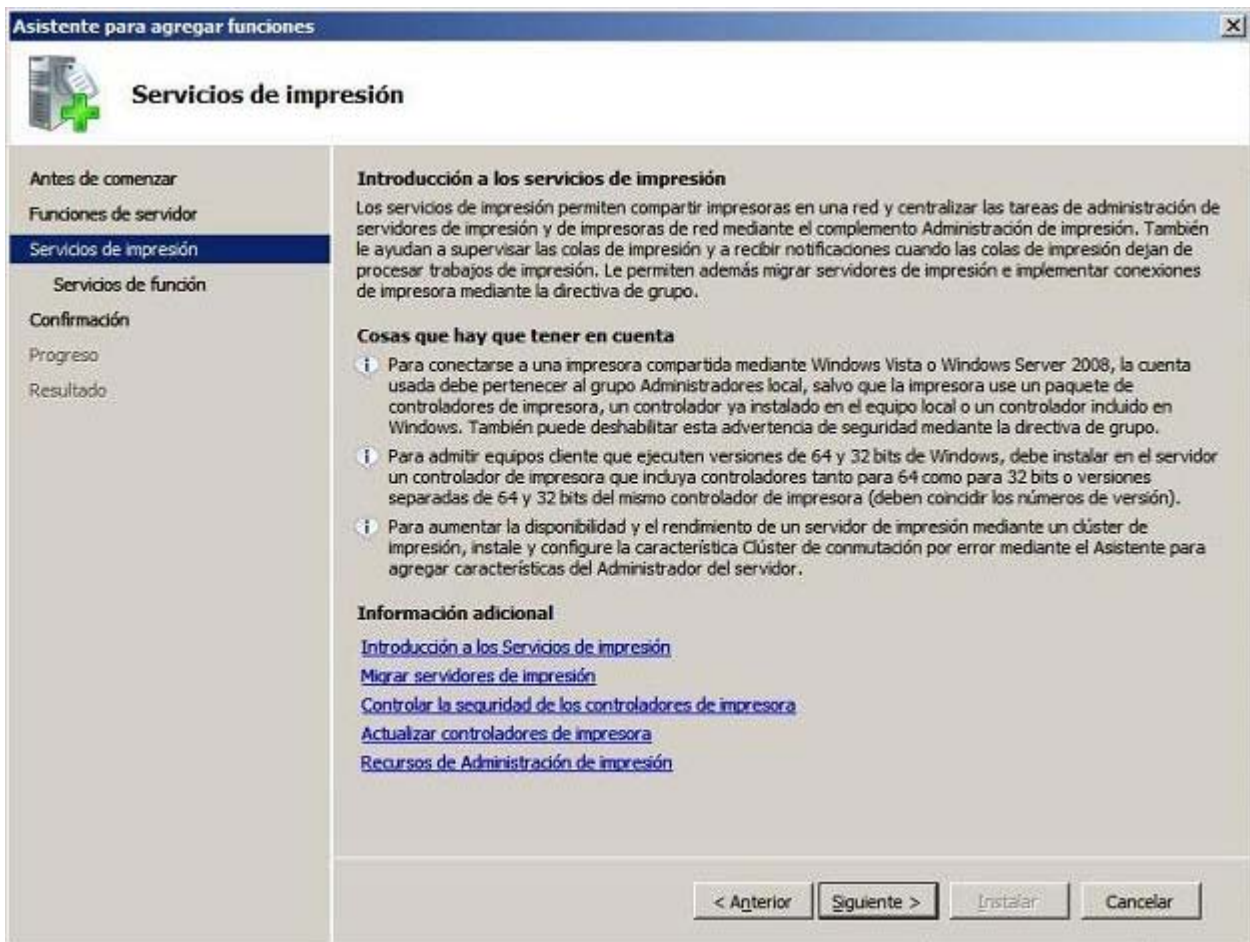 Asistente para agregar funciones
Servicios de impresión
Antes de comenzar
Funciones de servidor
Servicios de impresión
Servicios de función
Confirmación
Progreso
Resultado
Introducción a los servicios de impresión
Los servicios de impresión permiten compartir impresoras en una red y centralizar las tareas de administración de
servidores de impresión y de impresoras de red mediante el complemento Administración de impresión. También
le ayudan a supervisar las colas de impresión y a recibir notificaciones cuando las colas de impresión dejan de
procesar trabajos de impresión. Le permiten además migrar servidores de impresión e implementar conexiones
de impresora mediante la directiva de grupo.
Cosas que hay que tener en cuenta
Para conectarse a una impresora compartida mediante Windows Vista o Windows Server 2008, la cuenta
usada debe pertenecer al grupo Administradores local, salvo que la impresora use un paquete de
controladores de impresora, un controlador ya instalado en el equipo local o un controlador incluido en
Windows. También puede deshabilitar esta advertencia de seguridad mediante la directiva de grupo.
Para admitir equipos cliente que ejecuten versiones de 64 y 32 bits de Windows, debe instalar en el servidor
un controlador de impresora que incluya controladores tanto para 64 como para 32 bits o versiones
separadas de 64 y 32 bits del mismo controlador de impresora (deben coincidir los números de versión).
Para aumentar la disponibilidad y el rendimiento de un servidor de impresión mediante un clúster de
impresión, instale y configure la característica Clúster de conmutación por error mediante el Asistente para
agregar características del Administrador del servidor.
Información adicional
Introducción a los Servicios de impresión
Migrar servidores de impresión
Controlar la seguridad de los controladores de impresora
Actualizar controladores de impresora
Recursos de Administración de impresión
< Anterior
Siguiente >
Instalar
Cancelar